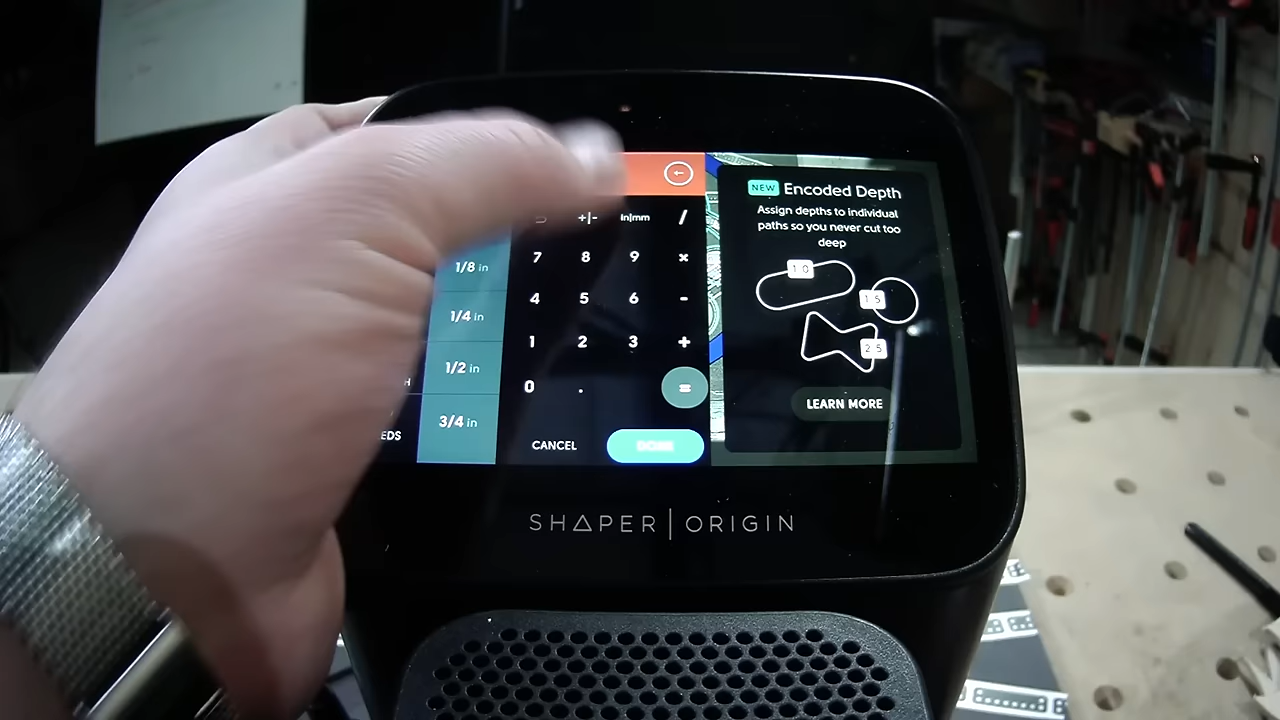 +|- in|mm /
7 8 9 ×
4 5 6 -
1 2 3 +
0 . =
CANCEL
1/8 in
1/4 in
1/2 in
3/4 in
EDS
NEW Encoded Depth
Assign depths to individual
paths so you never cut too
deep
1 0
1 5
2 5
LEARN MORE
SHAPER | ORIGIN